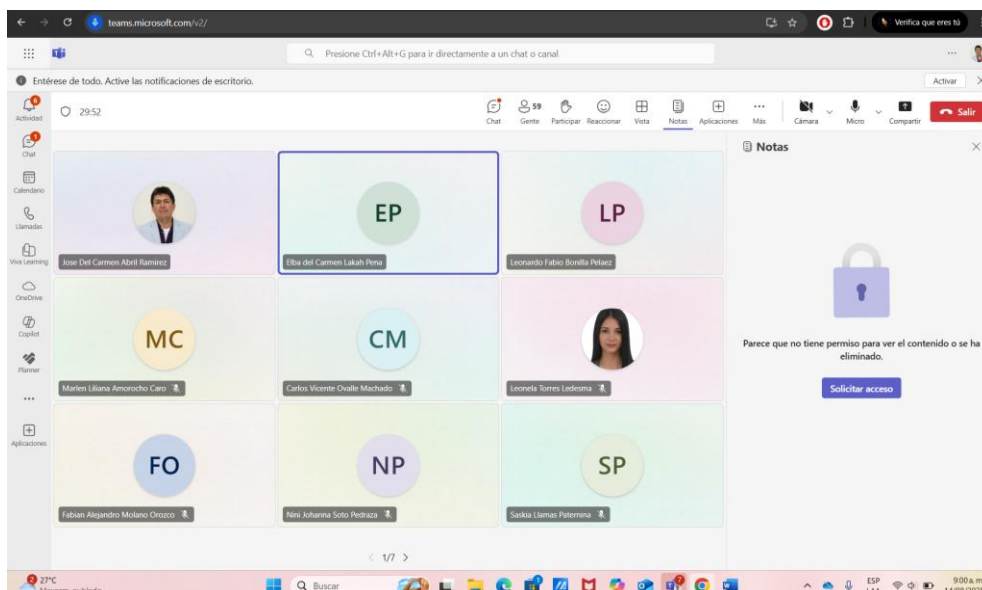 teams.microsoft.com/v2/
Verifica que eres tú
Presione Ctrl+Alt+G para ir directamente a un chat o canal
Entérese de todo. Active las notificaciones de escritorio.
Activar
Actividad
6
29:52
Chat
59
Gente
Participar
Reaccionar
Vista
Notas
Aplicaciones
Más
Cámara
Micro
Compartir
Salir
Chat
Calendario
Llamadas
Viva Learning
OneDrive
Copilot
Planner
Aplicaciones
Jose Del Carmen Abril Ramirez
EP
Elba del Carmen Lakah Pena
LP
Leonardo Fabio Bonilla Pelaez
MC
Marlen Liliana Amorocho Caro
CM
Carlos Vicente Ovalle Machado
Leonela Torres Ledesma
FO
Fabian Alejandro Molano Orozco
NP
Nini Johanna Soto Pedraza
SP
Saskia Llamas Paternina
1/7
Notas
Parece que no tiene permiso para ver el contenido o se ha
eliminado.
Solicitar acceso
2
27°C
Buscar
ESP
9:00 a.m.